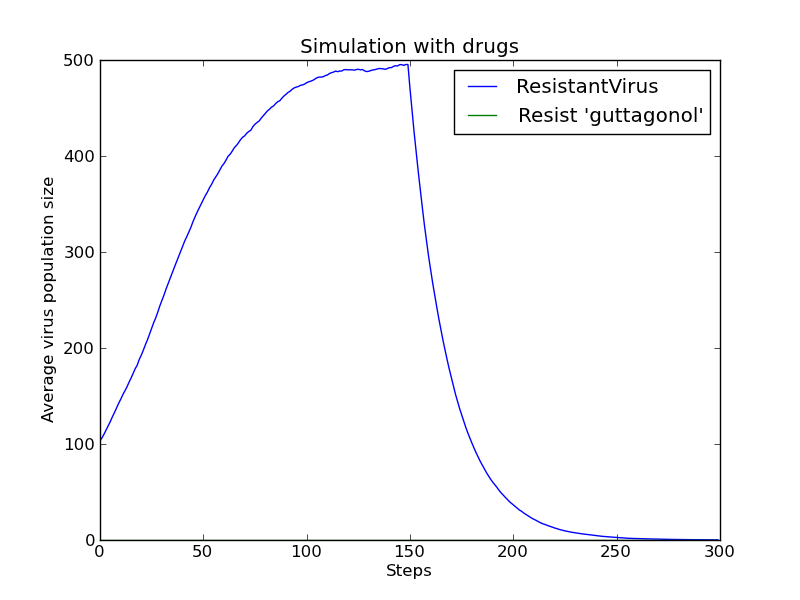 Simulation with drugs
500
400
300
200
100
0
Average virus population size
ResistantVirus
Resist 'guttagonol'
0 50 100 150 200 250 300
Steps